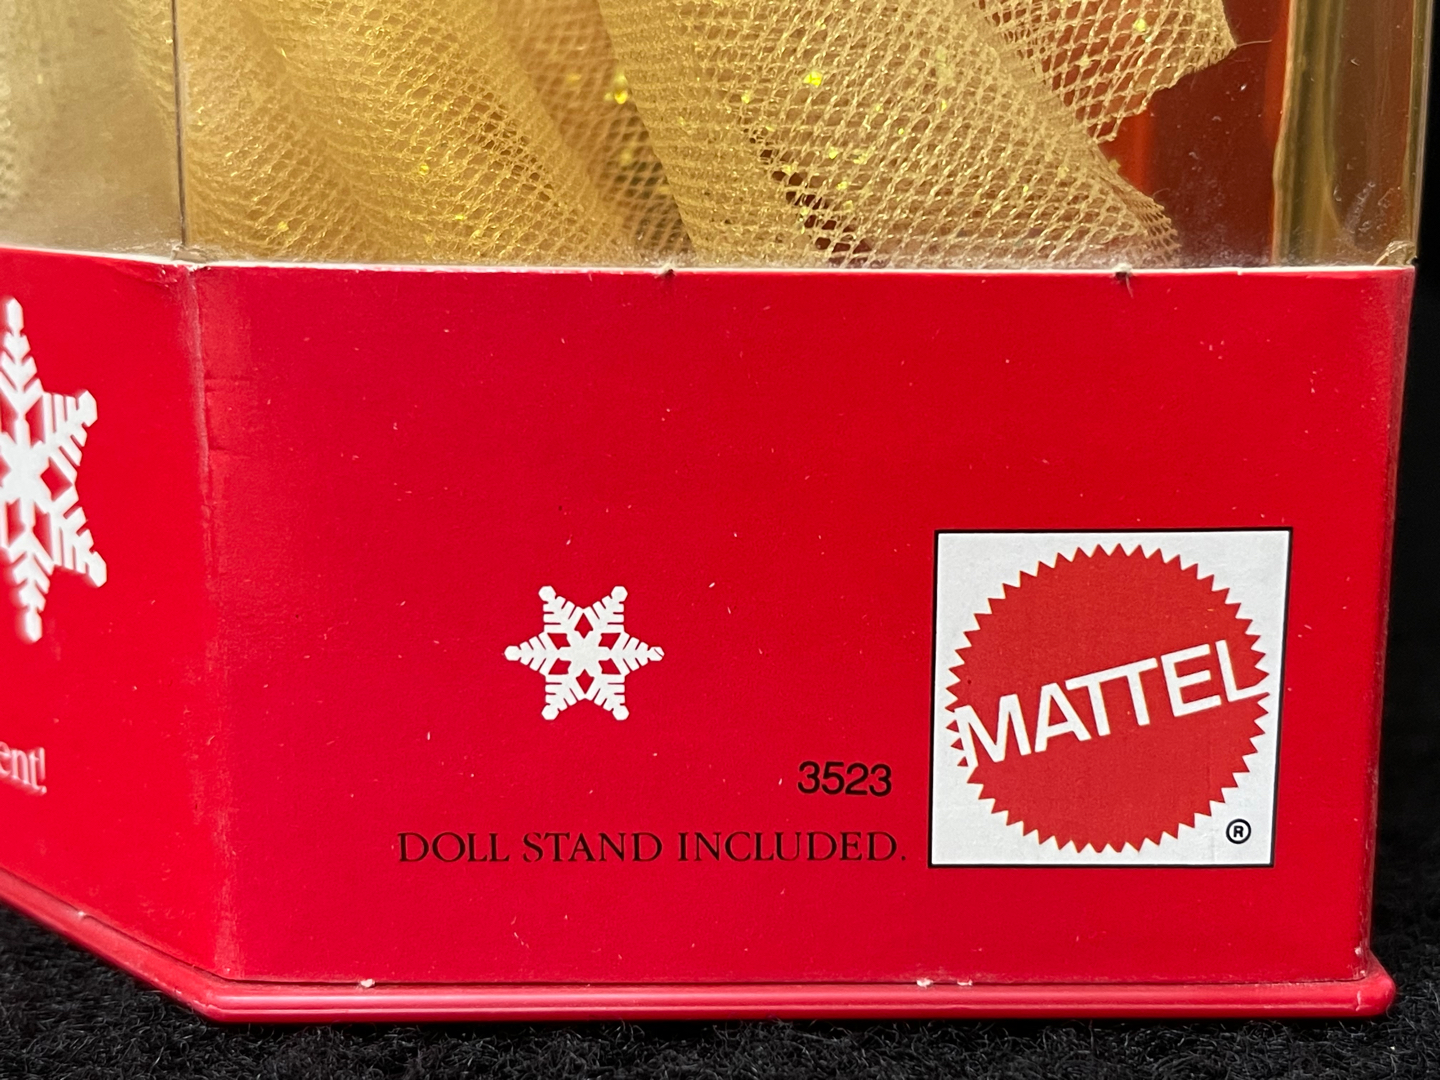 ent!
3523
DOLL STAND INCLUDED.
MATTEL
®